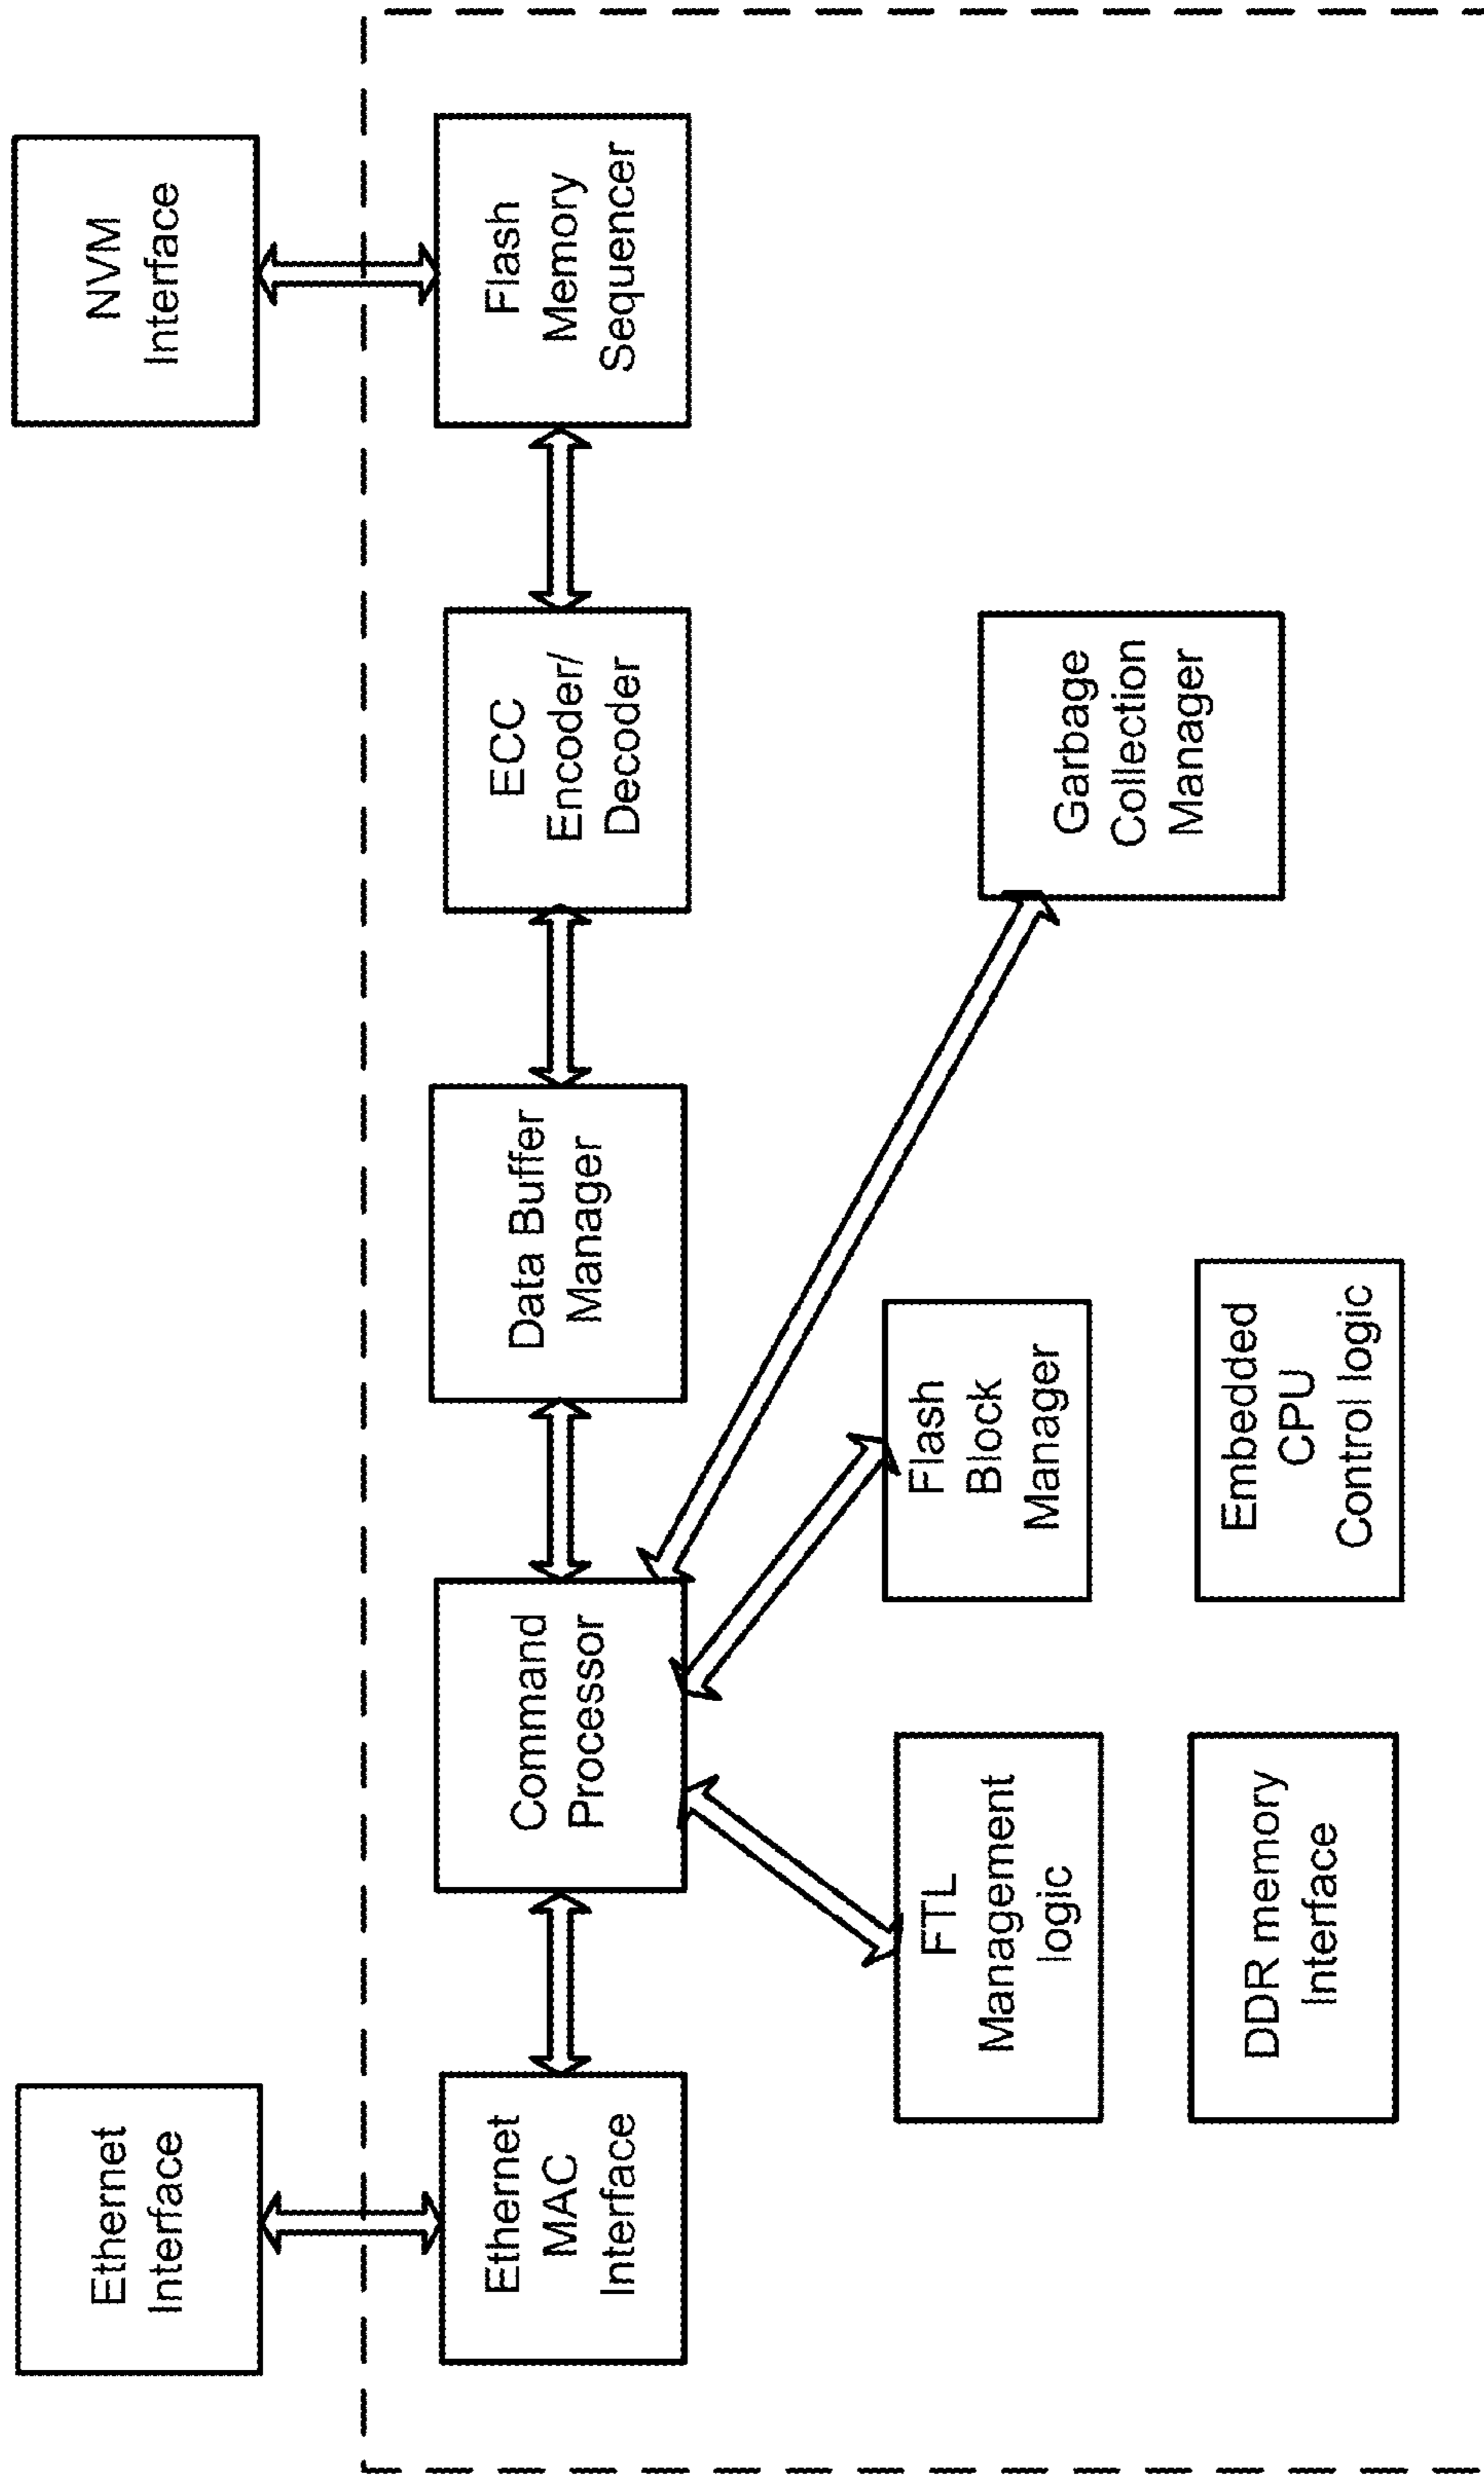 Ethernet
Interface
NVM
Interface
Ethernet
MAC
Interface
Command
Processor
Data Buffer
Manager
ECC
Encoder/
Decoder
Flash
Memory
Sequencer
FTL
Management
logic
Flash
Block
Manager
Garbage
Collection
Manager
DDR memory
Interface
Embedded
CPU
Control logic